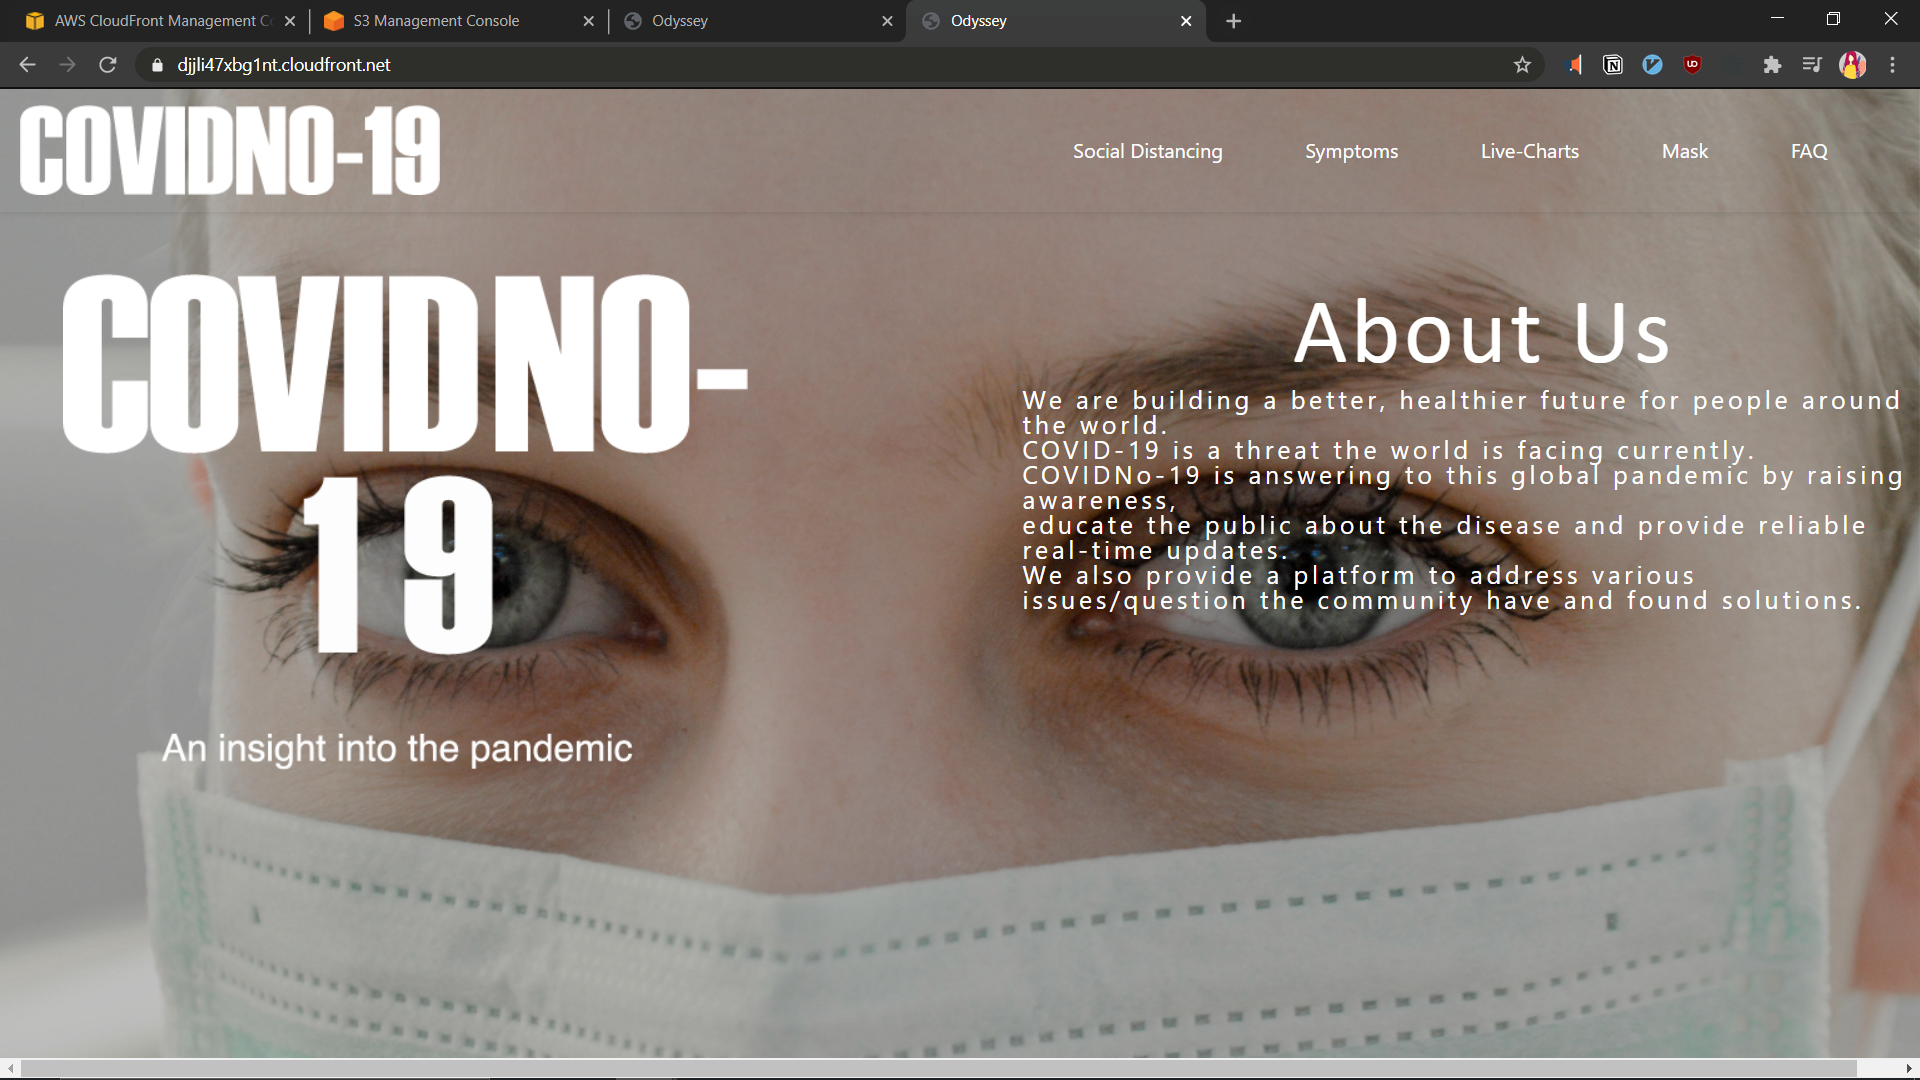 AWS CloudFront Management Co
S3 Management Console
Odyssey
Odyssey
djjli47xbg1nt.cloudfront.net
COVIDNO-19
Social Distancing
Symptoms
Live-Charts
Mask
FAQ
COVIDNO-
19
An insight into the pandemic
About Us
We are building a better, healthier future for people around
the world.
COVID-19 is a threat the world is facing currently.
COVIDNo-19 is answering to this global pandemic by raising
awareness,
educate the public about the disease and provide reliable
real-time updates.
We also provide a platform to address various
issues/question the community have and found solutions.